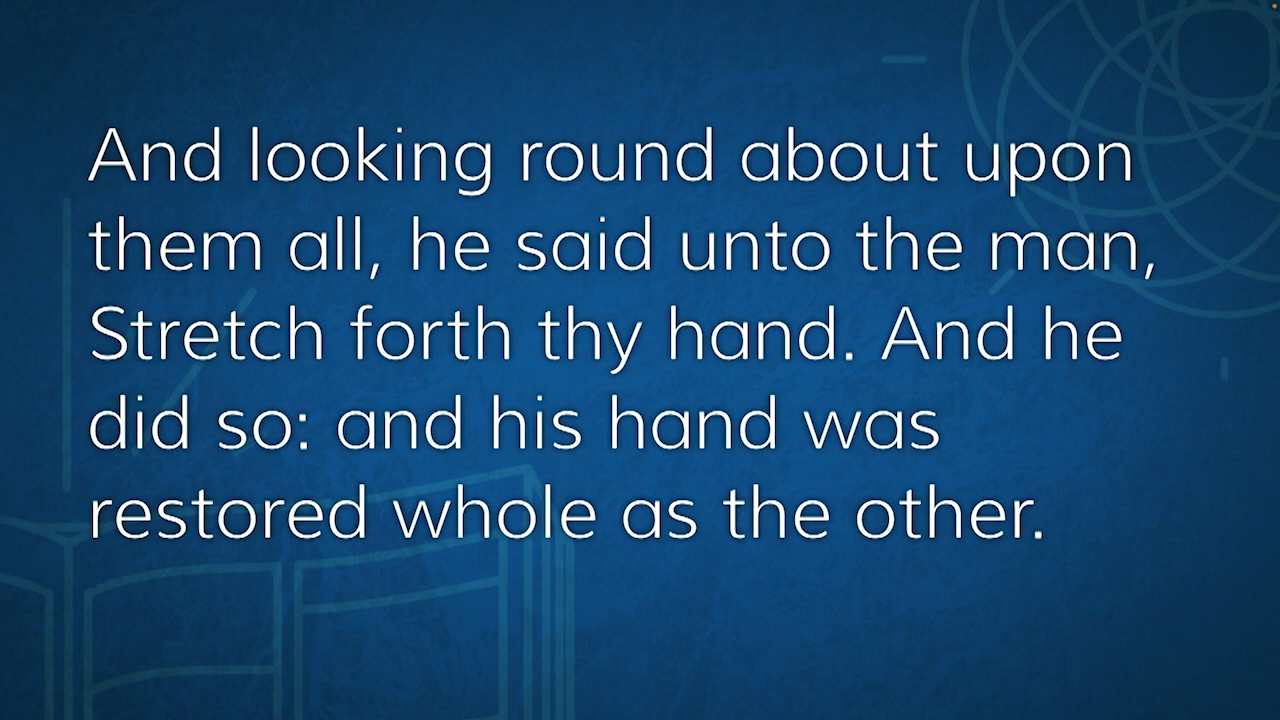 And looking round about upon
them all, he said unto the man,
Stretch forth thy hand. And he
did so: and his hand was
restored whole as the other.